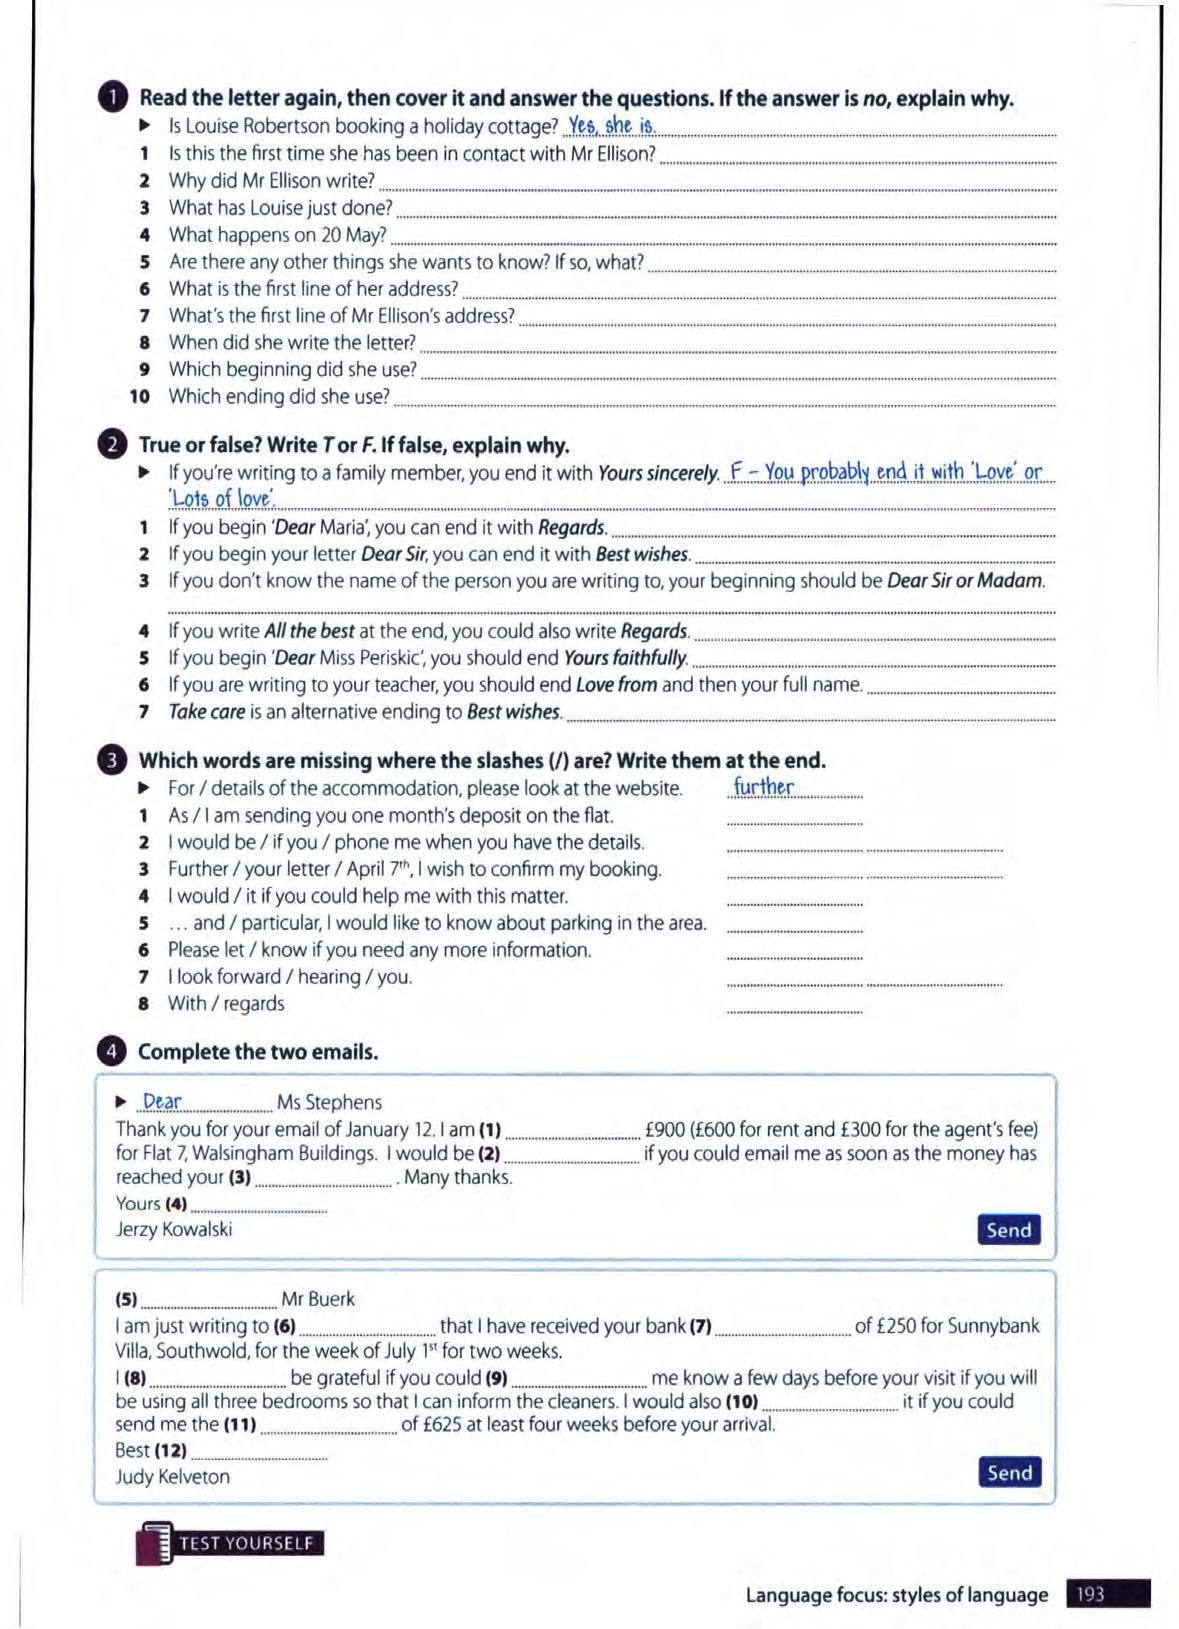 1 Read the letter again, then cover it and answer the questions. If the answer is no, explain why.
► Is Louise Robertson booking a holiday cottage? Yes, she is.
1 Is this the first time she has been in contact with Mr Ellison?
2 Why did Mr Ellison write?
3 What has Louise just done?
4 What happens on 20 May?
5 Are there any other things she wants to know? If so, what?
6 What is the first line of her address?
7 What's the first line of Mr Ellison's address?
8 When did she write the letter?
9 Which beginning did she use?
10 Which ending did she use?
2 True or false? Write T or F. If false, explain why.
► If you're writing to a family member, you end it with Yours sincerely. F – You probably end it with 'Love' or
'Lots of love'.
1 If you begin 'Dear Maria', you can end it with Regards.
2 If you begin your letter Dear Sir, you can end it with Best wishes.
3 If you don't know the name of the person you are writing to, your beginning should be Dear Sir or Madam.
4 If you write All the best at the end, you could also write Regards.
5 If you begin 'Dear Miss Periskic', you should end Yours faithfully.
6 If you are writing to your teacher, you should end Love from and then your full name.
7 Take care is an alternative ending to Best wishes.
3 Which words are missing where the slashes (/) are? Write them at the end.
► For / details of the accommodation, please look at the website. further
1 As / I am sending you one month's deposit on the flat.
2 I would be / if you / phone me when you have the details.
3 Further / your letter / April 7th, I wish to confirm my booking.
4 I would / it if you could help me with this matter.
5 ... and / particular, I would like to know about parking in the area.
6 Please let / know if you need any more information.
7 I look forward / hearing / you.
8 With / regards
4 Complete the two emails.
► Dear Ms Stephens
Thank you for your email of January 12. I am (1) £900 (£600 for rent and £300 for the agent's fee)
for Flat 7, Walsingham Buildings. I would be (2) if you could email me as soon as the money has
reached your (3) . Many thanks.
Yours (4)
Jerzy Kowalski
Send
(5) Mr Buerk
I am just writing to (6) that I have received your bank (7) of £250 for Sunnybank
Villa, Southwold, for the week of July 1st for two weeks.
I (8) be grateful if you could (9) me know a few days before your visit if you will
be using all three bedrooms so that I can inform the cleaners. I would also (10) it if you could
send me the (11) of £625 at least four weeks before your arrival.
Best (12)
Judy Kelveton
Send
TEST YOURSELF
Language focus: styles of language 193